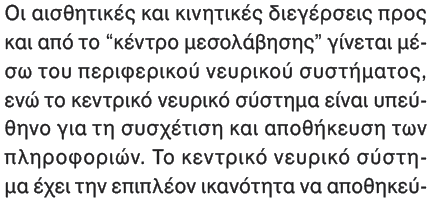 Οι αισθητικές και κινητικές διεγέρσεις προς
και από το “κέντρο μεσολάβησης” γίνεται μέ-
σω του περιφερικού νευρικού συστήματος,
ενώ το κεντρικό νευρικό σύστημα είναι υπεύ-
θηνο για τη συσχέτιση και αποθήκευση των
πληροφοριών. Το κεντρικό νευρικό σύστη-
μα έχει την επιπλέον ικανότητα να αποθηκεύ-